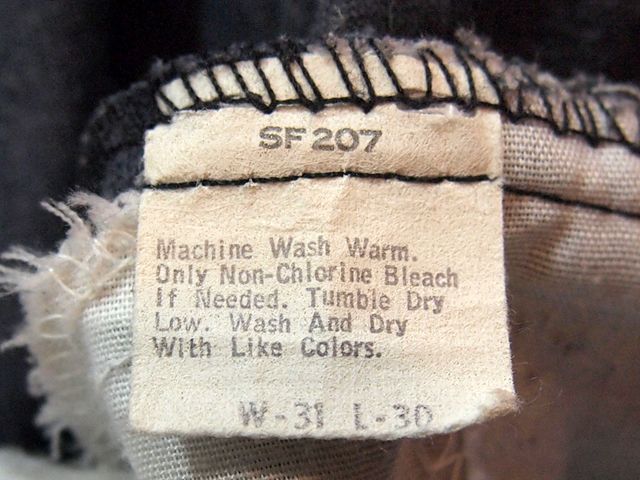 SF 207
Machine Wash Warm.
Only Non-Chlorine Bleach
If Needed. Tumble Dry
Low. Wash And Dry
With Like Colors.
W-31 L-30